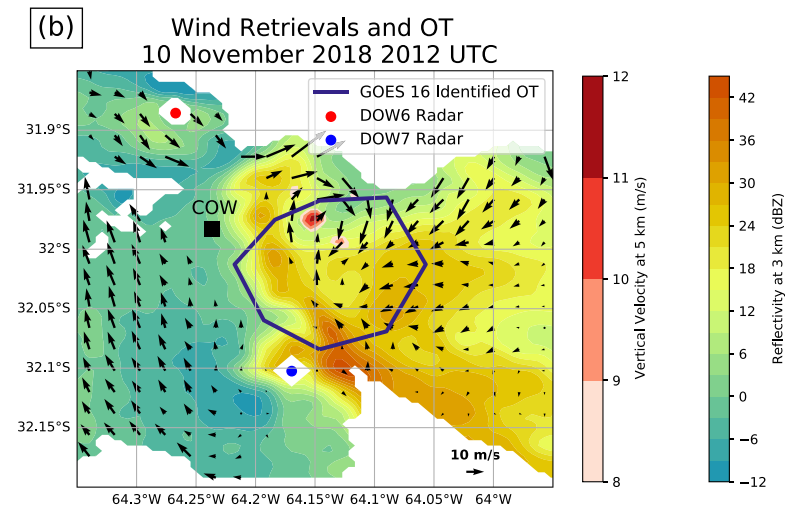 (b)
Wind Retrievals and OT
10 November 2018 2012 UTC
GOES 16 Identified OT
DOW6 Radar
DOW7 Radar
COW
10 m/s
31.9°S
31.95°S
32°S
32.05°S
32.1°S
32.15°S
64.3°W 64.25°W 64.2°W 64.15°W 64.1°W 64.05°W 64°W
12
11
10
9
8
Vertical Velocity at 5 km (m/s)
42
36
30
24
18
12
6
0
−6
−12
Reflectivity at 3 km (dBZ)